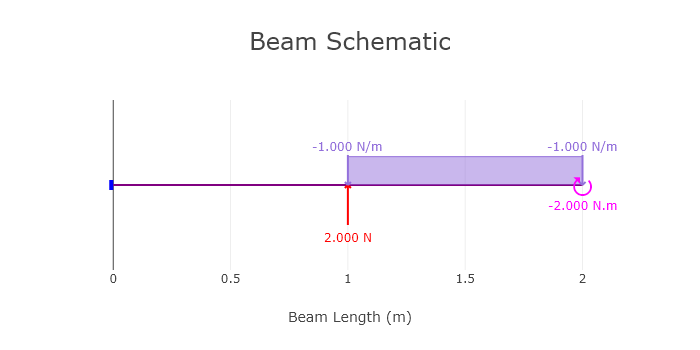 Beam Schematic
-1.000 N/m
-1.000 N/m
-2.000 N.m
2.000 N
0
0.5
1
1.5
2
Beam Length (m)